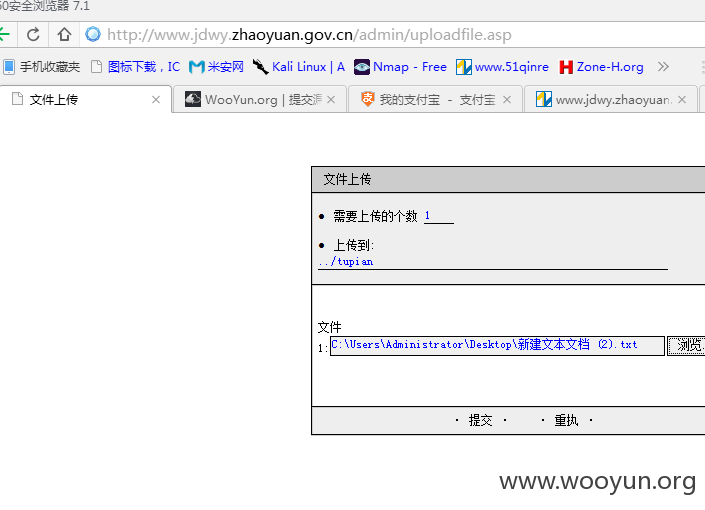 60安全浏览器 7.1
http://www.jdwy.zhaoyuan.gov.cn/admin/uploadfile.asp
手机收藏夹 图标下载，IC 米安网 Kali Linux | A Nmap - Free www.51qinre Zone-H.org
文件上传 WooYun.org | 提交 我的支付宝 - 支付宝 www.jdwy.zhaoyuan.
文件上传
● 需要上传的个数 1
● 上传到:
../tupian
文件
1: C:\Users\Administrator\Desktop\新建文本文档 (2).txt 浏览.
· 提交 · · 重执 ·
www.wooyun.org